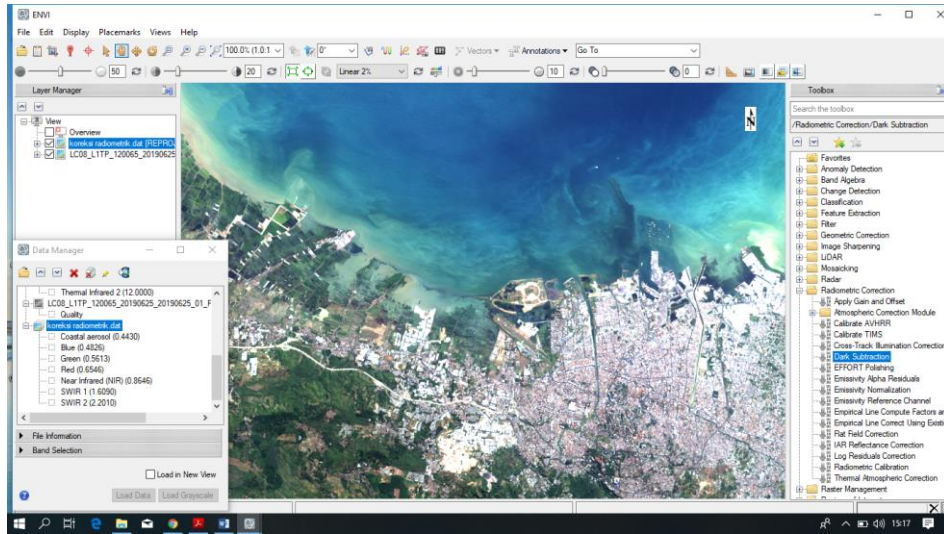 ENVI
File Edit Display Placemarks Views Help
100.0% (1.0:1 0° Vectors Annotations Go To
50 20 Linear 2% 10 0
Layer Manager
View
Overview
koreksi radiometrik.dat [REPRO
LC08_L1TP_120065_20190625
Data Manager
Thermal Infrared 2 (12.0000)
LC08_L1TP_120065_20190625_20190625_01_F
Quality
koreksi radiometrik.dat
Coastal aerosol (0.4430)
Blue (0.4826)
Green (0.5613)
Red (0.6546)
Near Infrared (NIR) (0.8646)
SWIR 1 (1.6090)
SWIR 2 (2.2010)
File Information
Band Selection
Load in New View
Load Data Load Grayscale
N
Toolbox
Search the toolbox
/Radiometric Correction/Dark Subtraction
Favorites
Anomaly Detection
Band Algebra
Change Detection
Classification
Feature Extraction
Filter
Geometric Correction
Image Sharpening
LiDAR
Mosaicking
Radar
Radiometric Correction
Apply Gain and Offset
Atmospheric Correction Module
Calibrate AVHRR
Calibrate TIMS
Cross-Track Illumination Correction
Dark Subtraction
EFFORT Polishing
Emissivity Alpha Residuals
Emissivity Normalization
Emissivity Reference Channel
Empirical Line Compute Factors an
Empirical Line Correct Using Existi
Flat Field Correction
IAR Reflectance Correction
Log Residuals Correction
Radiometric Calibration
Thermal Atmospheric Correction
Raster Management
15:17